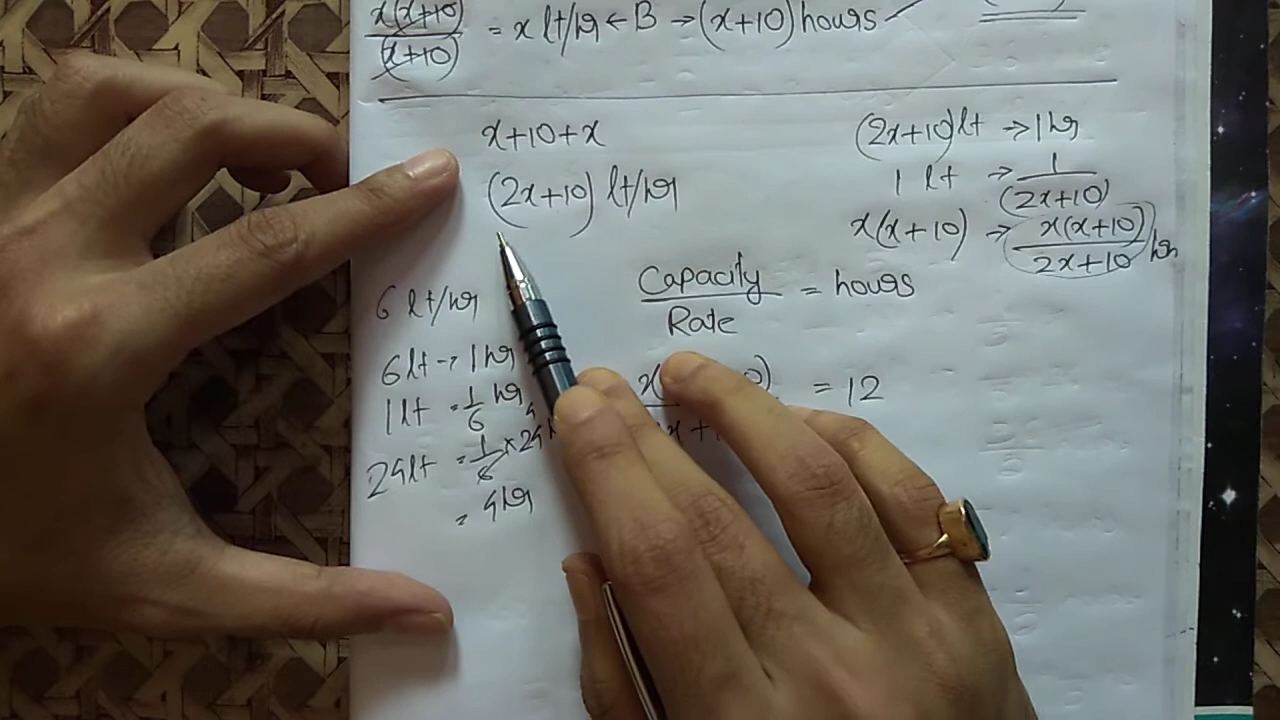 x(x+10)/(x+10) = x lt/hr ← B → (x+10) hours
x+10+x
(2x+10) lt/hr
(2x+10) lt → 1 hr
1 lt → 1/(2x+10)
x(x+10) → x(x+10)/2x+10 hr
Capacity/Rate = hours
= 12
6 lt/hr
6 lt → 1 hr
1 lt = 1/6 hr
24 lt = 1/6 × 24
= 4 hr